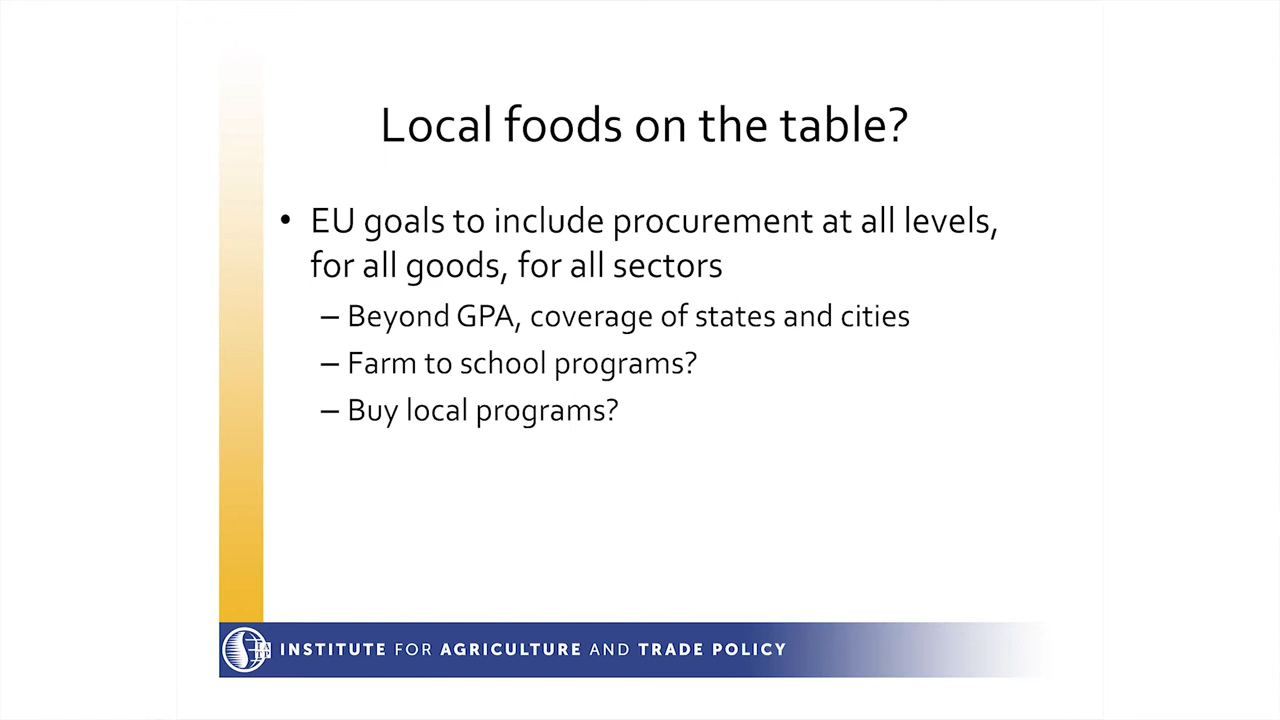 Local foods on the table?
• EU goals to include procurement at all levels,
for all goods, for all sectors
– Beyond GPA, coverage of states and cities
– Farm to school programs?
– Buy local programs?
IATP
INSTITUTE FOR AGRICULTURE AND TRADE POLICY